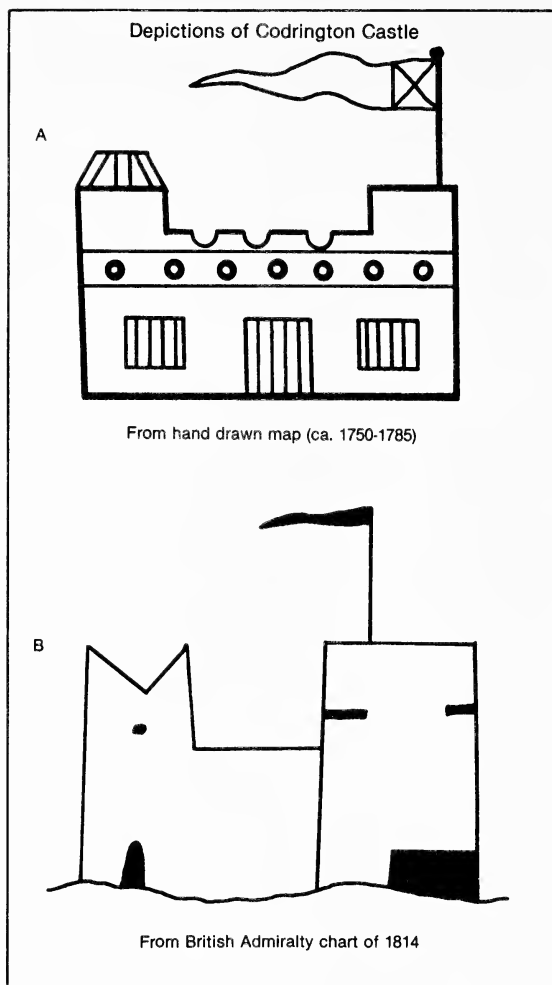 Depictions of Codrington Castle
A
From hand drawn map (ca. 1750-1785)
B
From British Admiralty chart of 1814